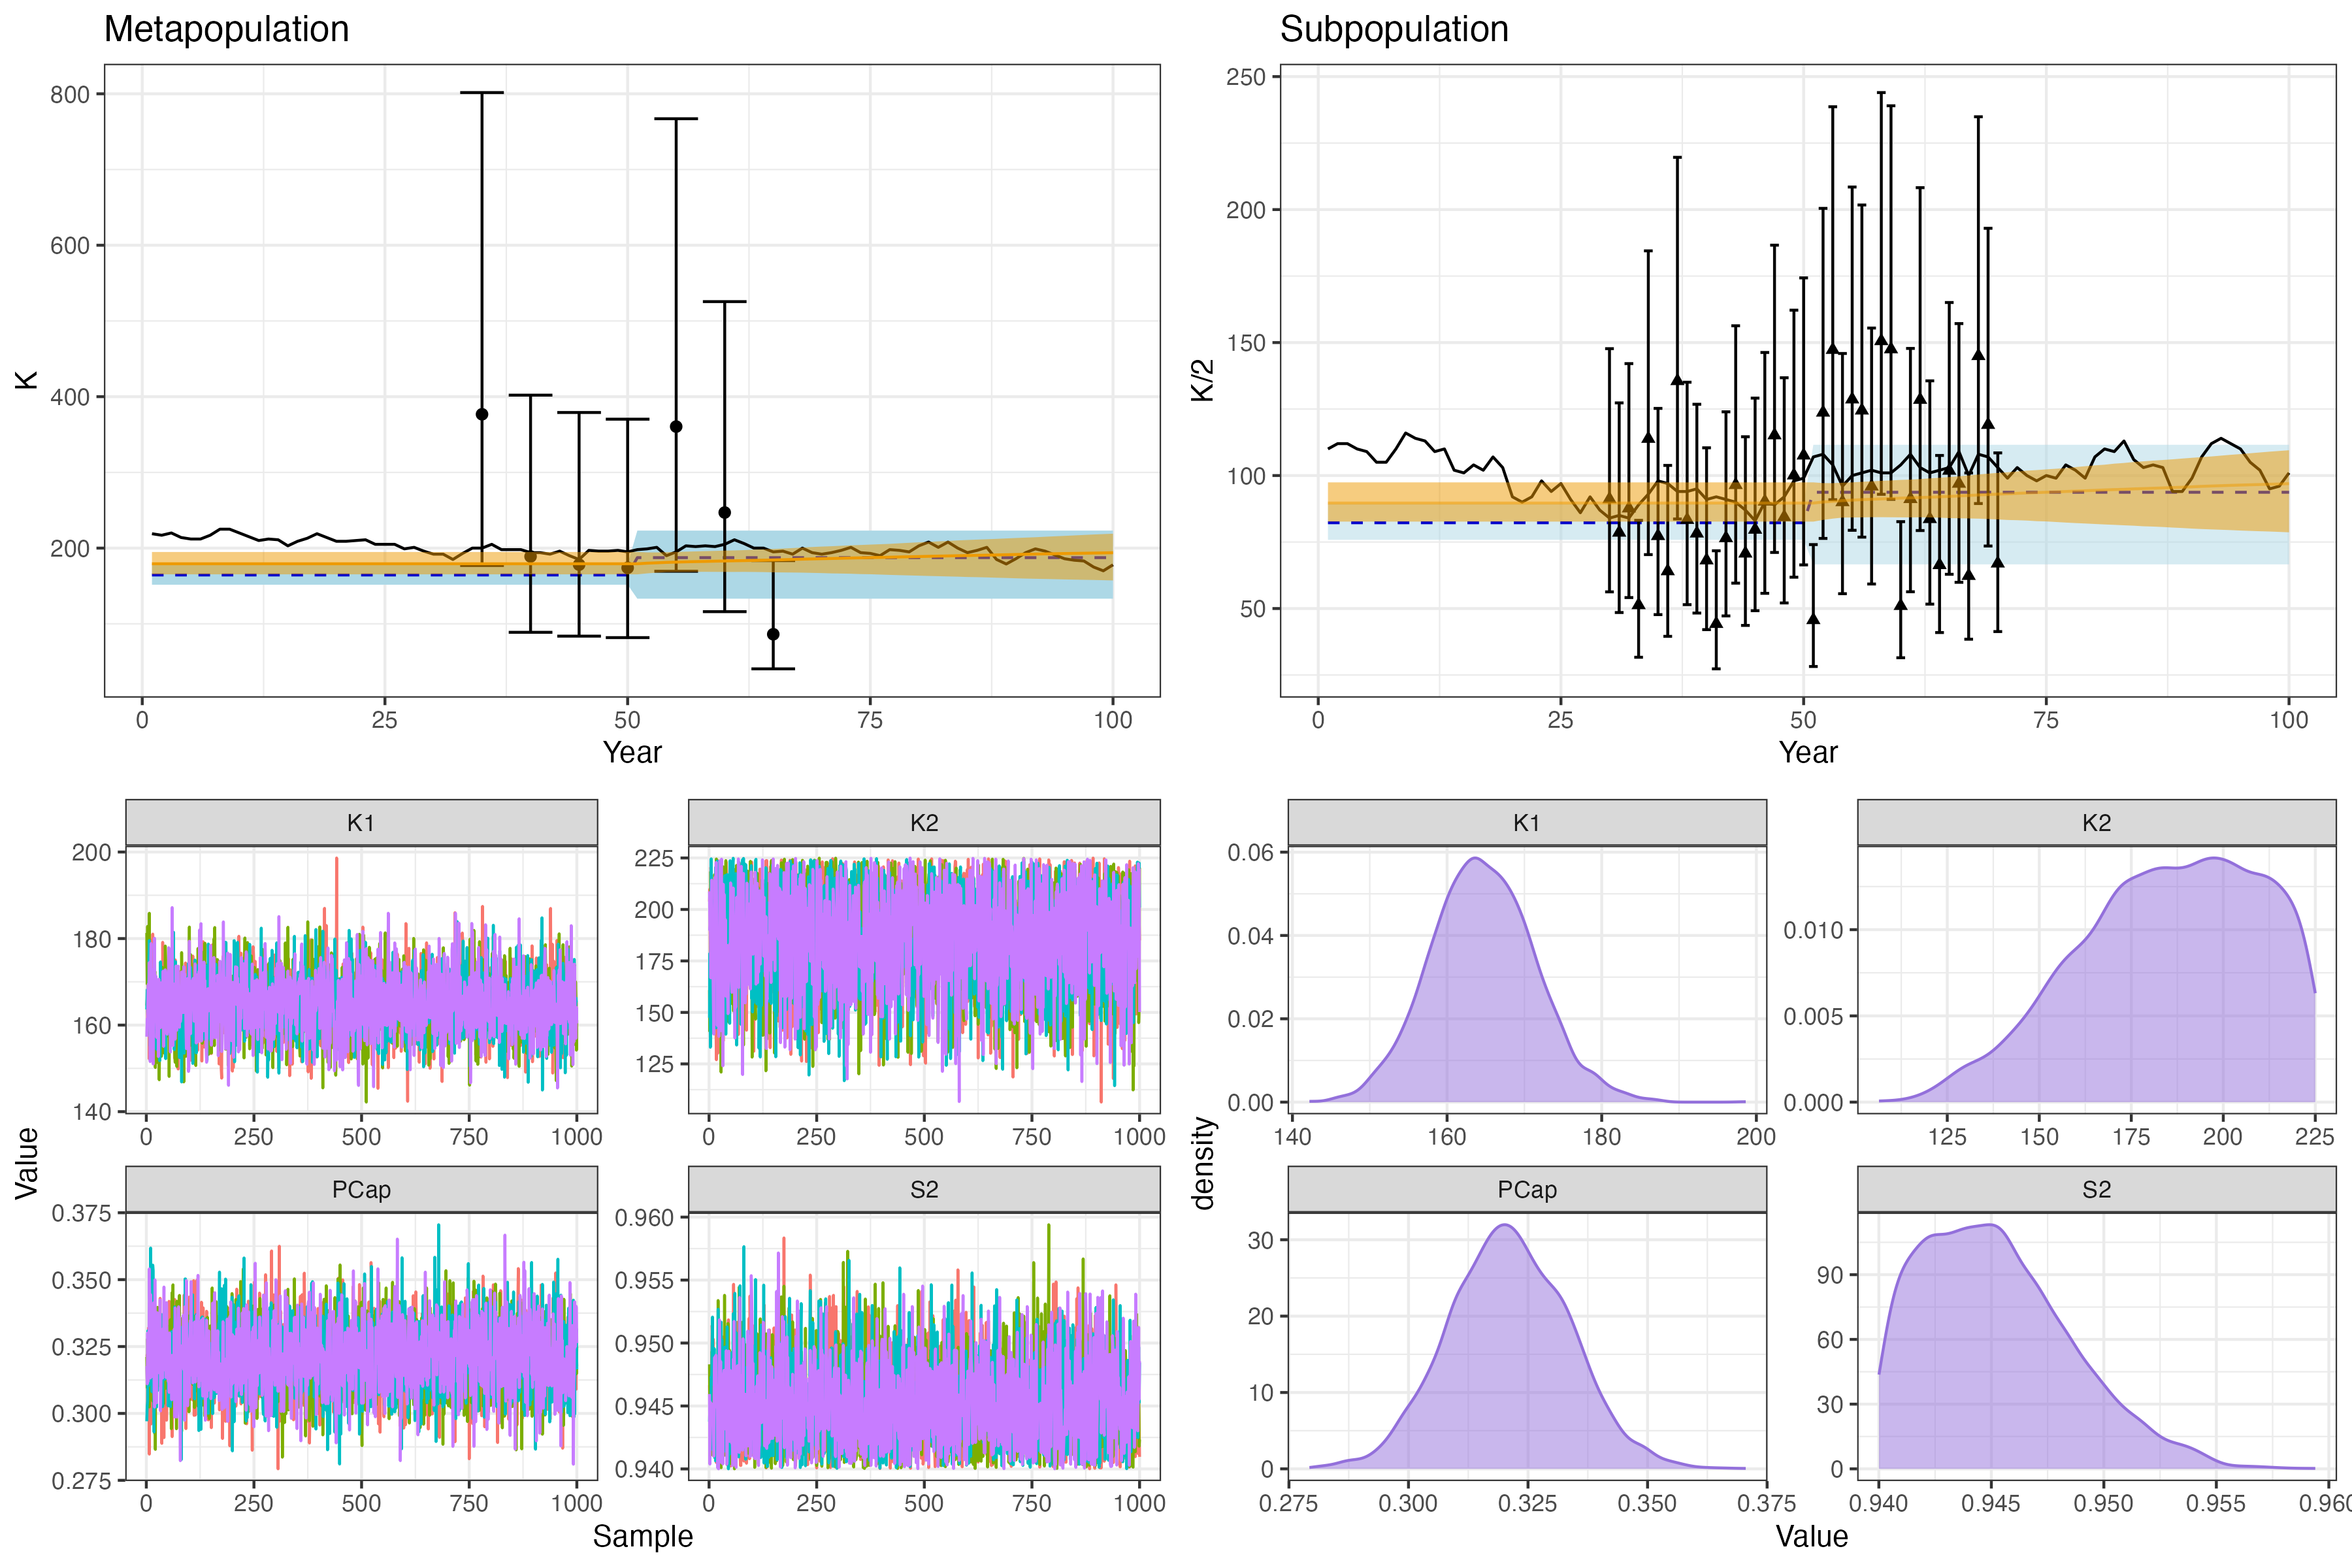 Metapopulation
800
600
400
200
K
0 25 50 75 100
Year
Subpopulation
250
200
150
100
50
K/2
0 25 50 75 100
Year
K1
200
180
160
140
0 250 500 750 1000
K2
225
200
175
150
125
0 250 500 750 1000
PCap
0.375
0.350
0.325
0.300
0.275
0 250 500 750 1000
S2
0.960
0.955
0.950
0.945
0.940
0 250 500 750 1000
Value
Sample
K1
0.06
0.04
0.02
0.00
140 160 180 200
K2
0.010
0.005
0.000
125 150 175 200 225
PCap
30
20
10
0
0.275 0.300 0.325 0.350 0.375
S2
90
60
30
0
0.940 0.945 0.950 0.955 0.960
density
Value